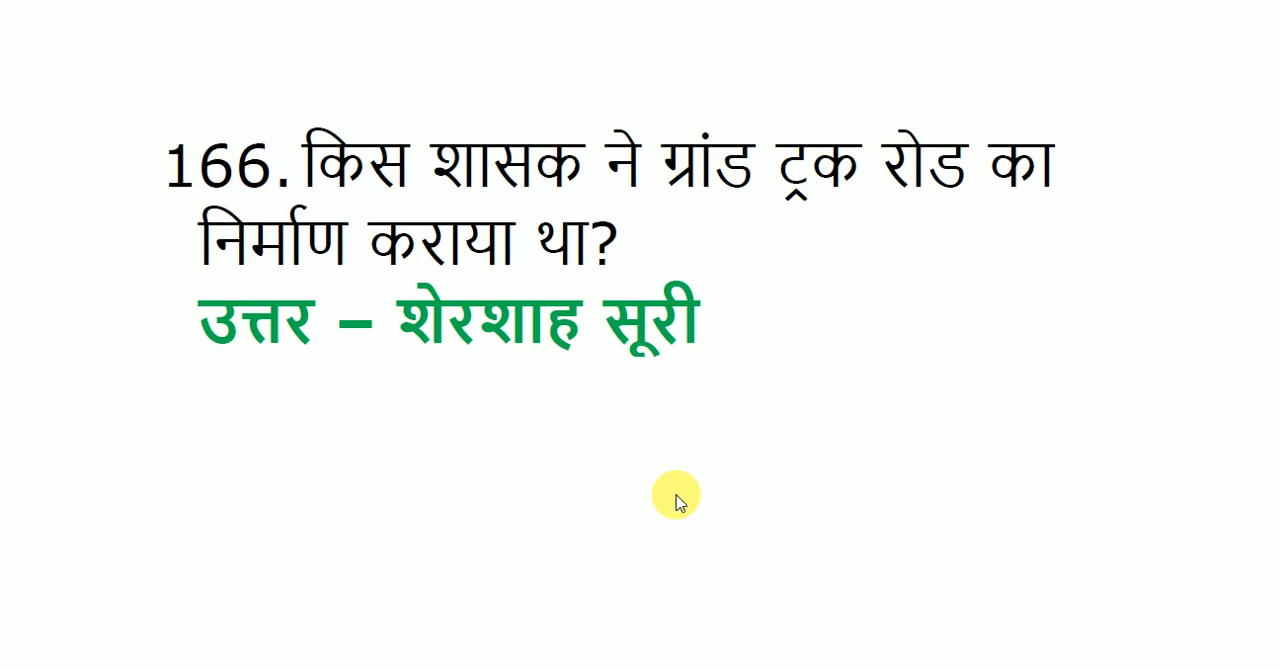 166. किस शासक ने ग्रांड ट्रक रोड का
निर्माण कराया था?
उत्तर – शेरशाह सूरी